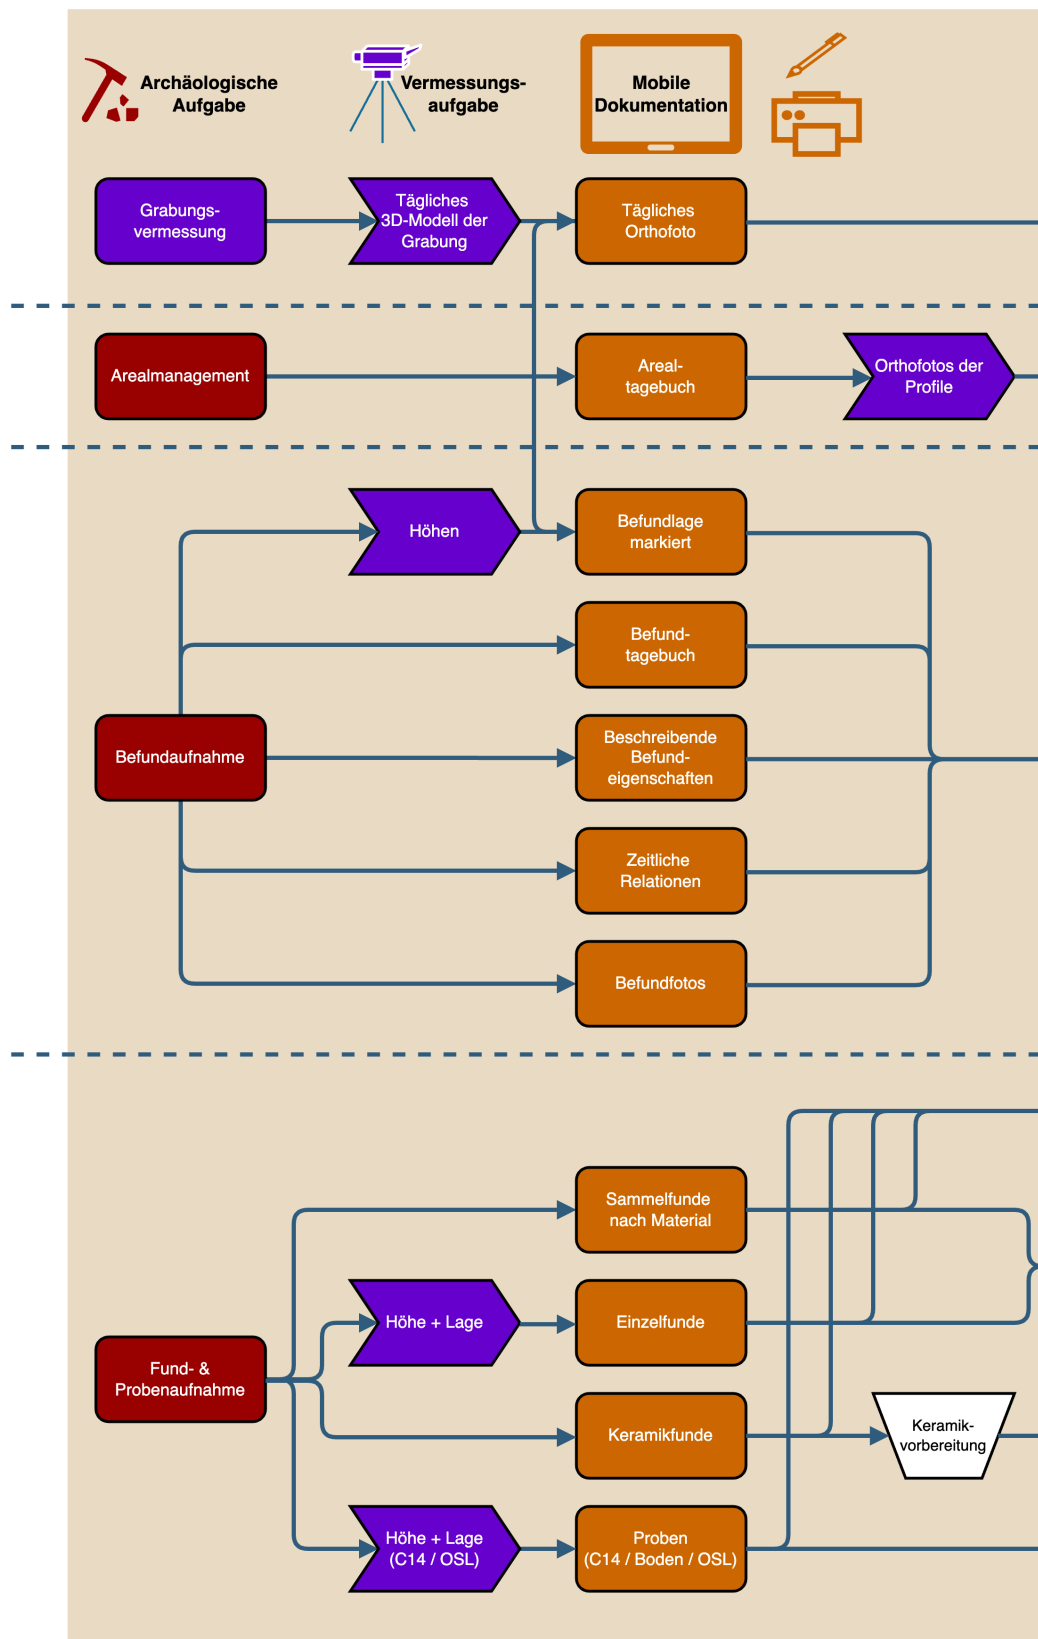 Archäologische
Aufgabe
Vermessungs-
aufgabe
Mobile
Dokumentation
Grabungs-
vermessung
Tägliches
3D-Modell der
Grabung
Tägliches
Orthofoto
Arealmanagement
Areal-
tagebuch
Orthofotos der
Profile
Höhen
Befundlage
markiert
Befund-
tagebuch
Befundaufnahme
Beschreibende
Befund-
eigenschaften
Zeitliche
Relationen
Befundfotos
Sammelfunde
nach Material
Höhe + Lage
Einzelfunde
Fund- &
Probenaufnahme
Keramikfunde
Keramik-
vorbereitung
Höhe + Lage
(C14 / OSL)
Proben
(C14 / Boden / OSL)